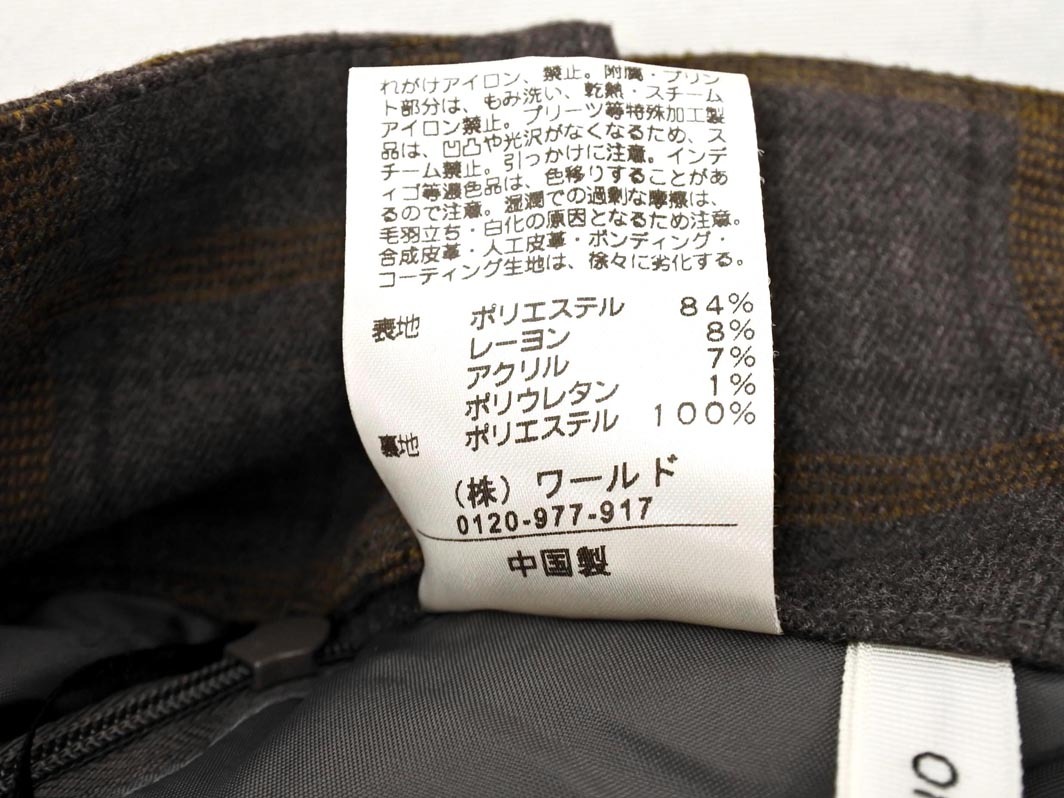 れがけアイロン、禁止。附属・プリン
ト部分は、もみ洗い、乾熱・スチーム
アイロン禁止。プリーツ等特殊加工製
品は、凹凸や光沢がなくなるため、ス
チーム禁止。引っかけに注意。インデ
ィゴ等濃色品は、色移りすることがあ
るので注意。湿潤での過剰な摩擦は、
毛羽立ち・白化の原因となるため注意。
合成皮革・人工皮革・ボンディング・
コーティング生地は、徐々に劣化する。
表地 ポリエステル 84%
レーヨン 8%
アクリル 7%
ポリウレタン 1%
裏地 ポリエステル 100%
(株) ワールド
0120-977-917
中国製